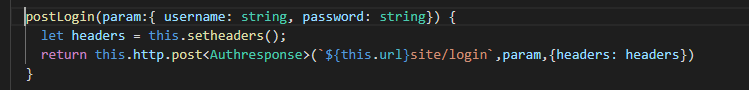 postLogin(param:{ username: string, password: string}) {
let headers = this.setheaders();
return this.http.post<Authresponse>(`${this.url}site/login`,param,{headers: headers})
}